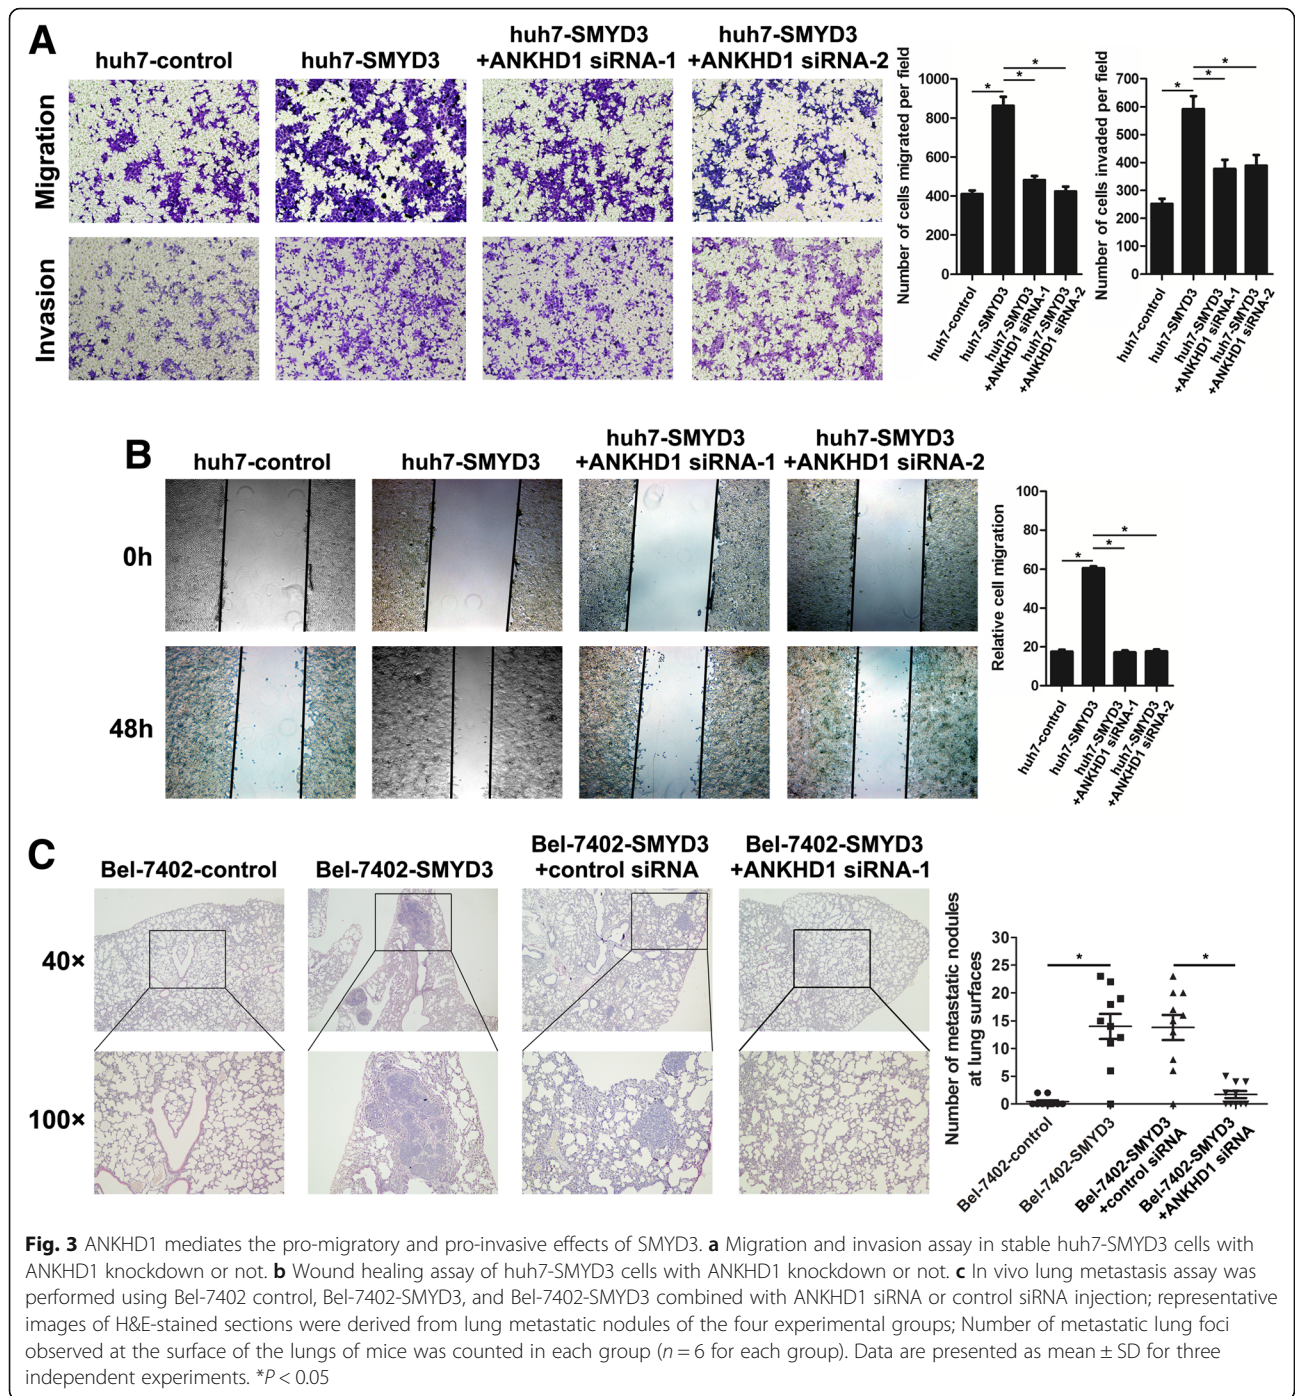 A
huh7-control
huh7-SMYD3
huh7-SMYD3
+ANKHD1 siRNA-1
huh7-SMYD3
+ANKHD1 siRNA-2
Migration
Invasion
Number of cells migrated per field
1000
800
600
400
200
0
*
*
*
huh7-control
huh7-SMYD3
huh7-SMYD3
+ANKHD1 siRNA-1
huh7-SMYD3
+ANKHD1 siRNA-2
Number of cells invaded per field
700
600
500
400
300
200
100
0
*
*
*
huh7-control
huh7-SMYD3
huh7-SMYD3
+ANKHD1 siRNA-1
huh7-SMYD3
+ANKHD1 siRNA-2
B
huh7-control
huh7-SMYD3
huh7-SMYD3
+ANKHD1 siRNA-1
huh7-SMYD3
+ANKHD1 siRNA-2
0h
48h
Relative cell migration
100
80
60
40
20
0
*
*
*
huh7-control
huh7-SMYD3
huh7-SMYD3
+ANKHD1 siRNA-1
huh7-SMYD3
+ANKHD1 siRNA-2
C
Bel-7402-control
Bel-7402-SMYD3
Bel-7402-SMYD3
+control siRNA
Bel-7402-SMYD3
+ANKHD1 siRNA-1
40×
100×
Number of metastatic nodules
at lung surfaces
30
25
20
15
10
5
0
*
*
Bel-7402-control
Bel-7402-SMYD3
Bel-7402-SMYD3
+control siRNA
Bel-7402-SMYD3
+ANKHD1 siRNA
Fig. 3 ANKHD1 mediates the pro-migratory and pro-invasive effects of SMYD3. a Migration and invasion assay in stable huh7-SMYD3 cells with
ANKHD1 knockdown or not. b Wound healing assay of huh7-SMYD3 cells with ANKHD1 knockdown or not. c In vivo lung metastasis assay was
performed using Bel-7402 control, Bel-7402-SMYD3, and Bel-7402-SMYD3 combined with ANKHD1 siRNA or control siRNA injection; representative
images of H&E-stained sections were derived from lung metastatic nodules of the four experimental groups; Number of metastatic lung foci
observed at the surface of the lungs of mice was counted in each group (n = 6 for each group). Data are presented as mean ± SD for three
independent experiments. *P < 0.05